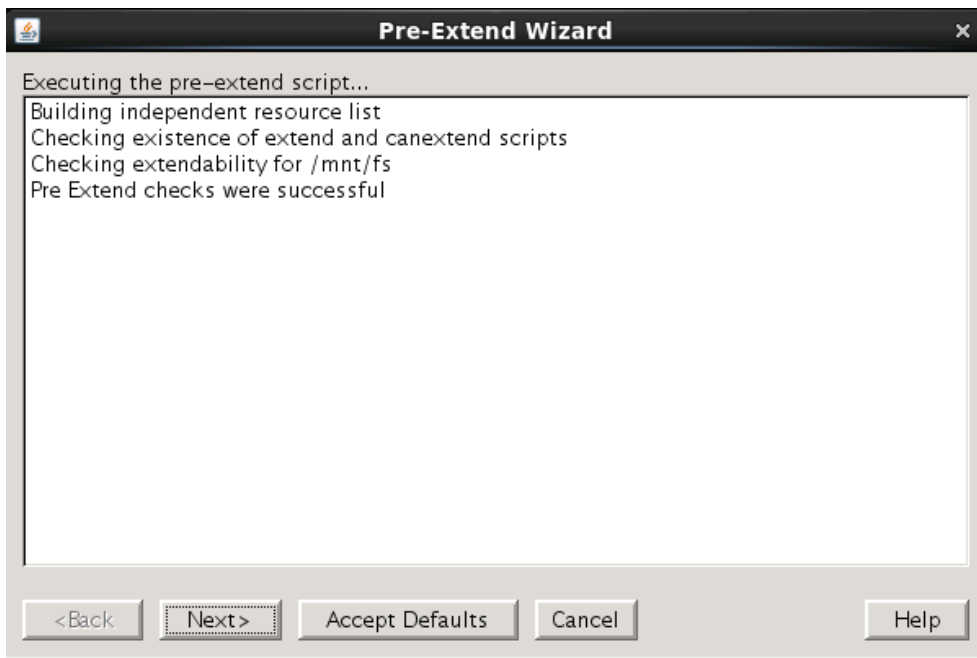 Pre-Extend Wizard
Executing the pre-extend script...
Building independent resource list
Checking existence of extend and canextend scripts
Checking extendability for /mnt/fs
Pre Extend checks were successful
<Back Next> Accept Defaults Cancel Help